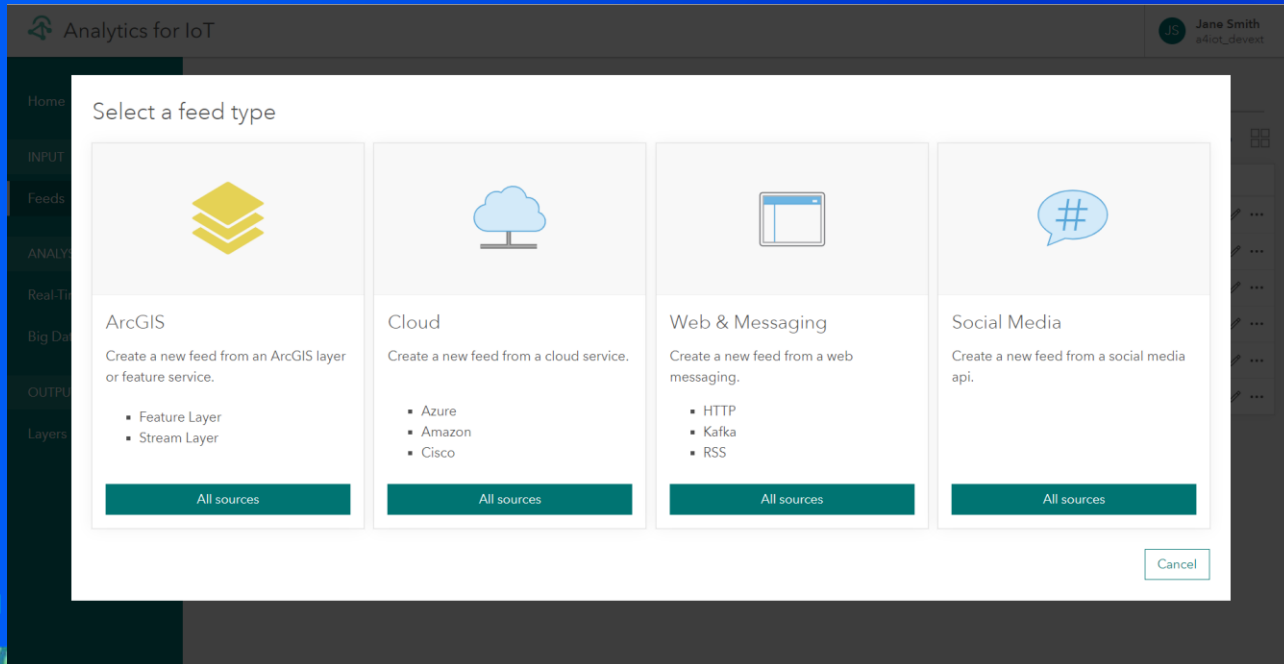 Analytics for IoT
JS
Jane Smith
a4iot_devext
Home
INPUT
Feeds
Layers
Select a feed type
ArcGIS
Create a new feed from an ArcGIS layer
or feature service.
▪ Feature Layer
▪ Stream Layer
All sources
Cloud
Create a new feed from a cloud service.
▪ Azure
▪ Amazon
▪ Cisco
All sources
Web & Messaging
Create a new feed from a web
messaging.
▪ HTTP
▪ Kafka
▪ RSS
All sources
Social Media
Create a new feed from a social media
api.
All sources
Cancel